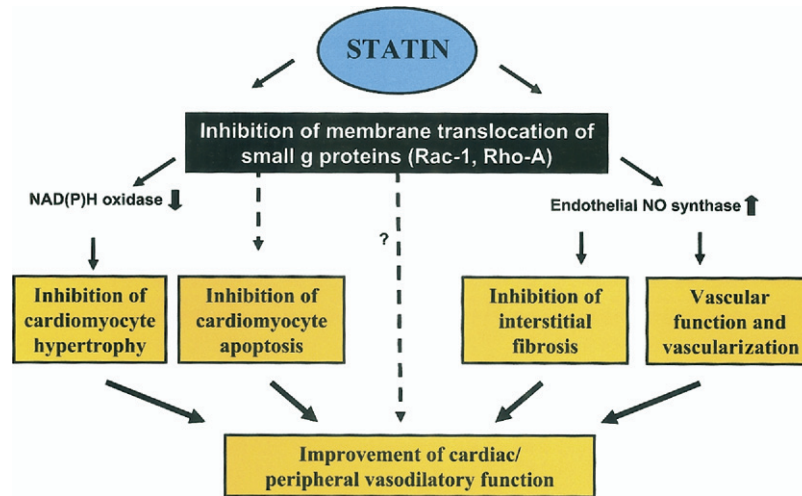 STATIN
Inhibition of membrane translocation of
small g proteins (Rac-1, Rho-A)
NAD(P)H oxidase
Endothelial NO synthase
?
Inhibition of
cardiomyocyte
hypertrophy
Inhibition of
cardiomyocyte
apoptosis
Inhibition of
interstitial
fibrosis
Vascular
function and
vascularization
Improvement of cardiac/
peripheral vasodilatory function